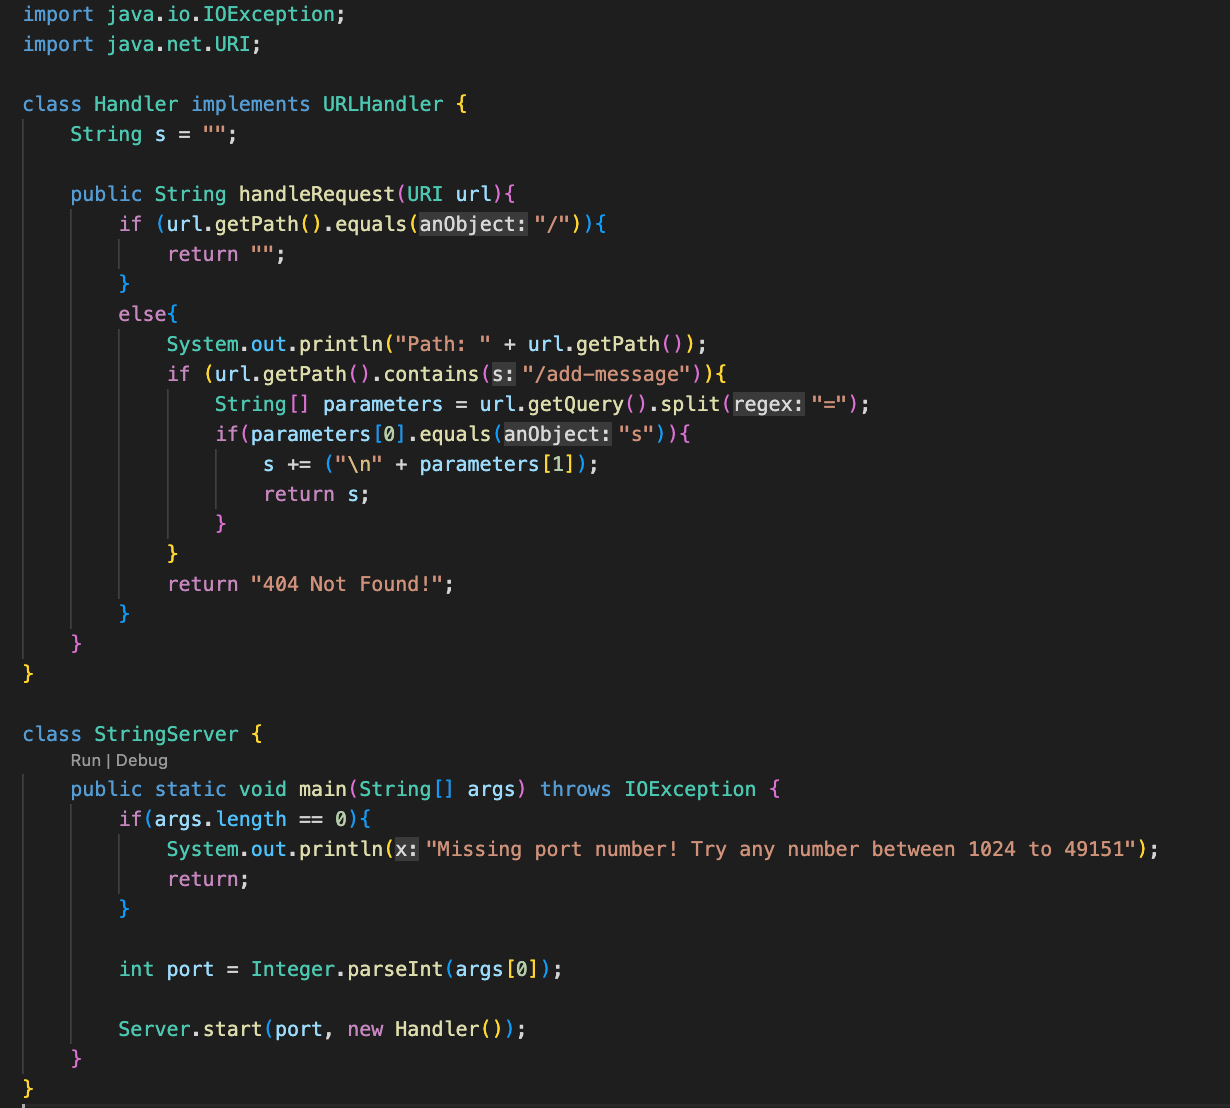 import java.io.IOException;
import java.net.URI;

class Handler implements URLHandler {
    String s = "";

    public String handleRequest(URI url){
        if (url.getPath().equals(anObject: "/")){
            return "";
        }
        else{
            System.out.println("Path: " + url.getPath());
            if (url.getPath().contains(s: "/add-message")){
                String[] parameters = url.getQuery().split(regex: "=");
                if(parameters[0].equals(anObject: "s")){
                    s += ("\n" + parameters[1]);
                    return s;
                }
            }
            return "404 Not Found!";
        }
    }
}

class StringServer {
    Run | Debug
    public static void main(String[] args) throws IOException {
        if(args.length == 0){
            System.out.println(x: "Missing port number! Try any number between 1024 to 49151");
            return;
        }

        int port = Integer.parseInt(args[0]);

        Server.start(port, new Handler());
    }
}